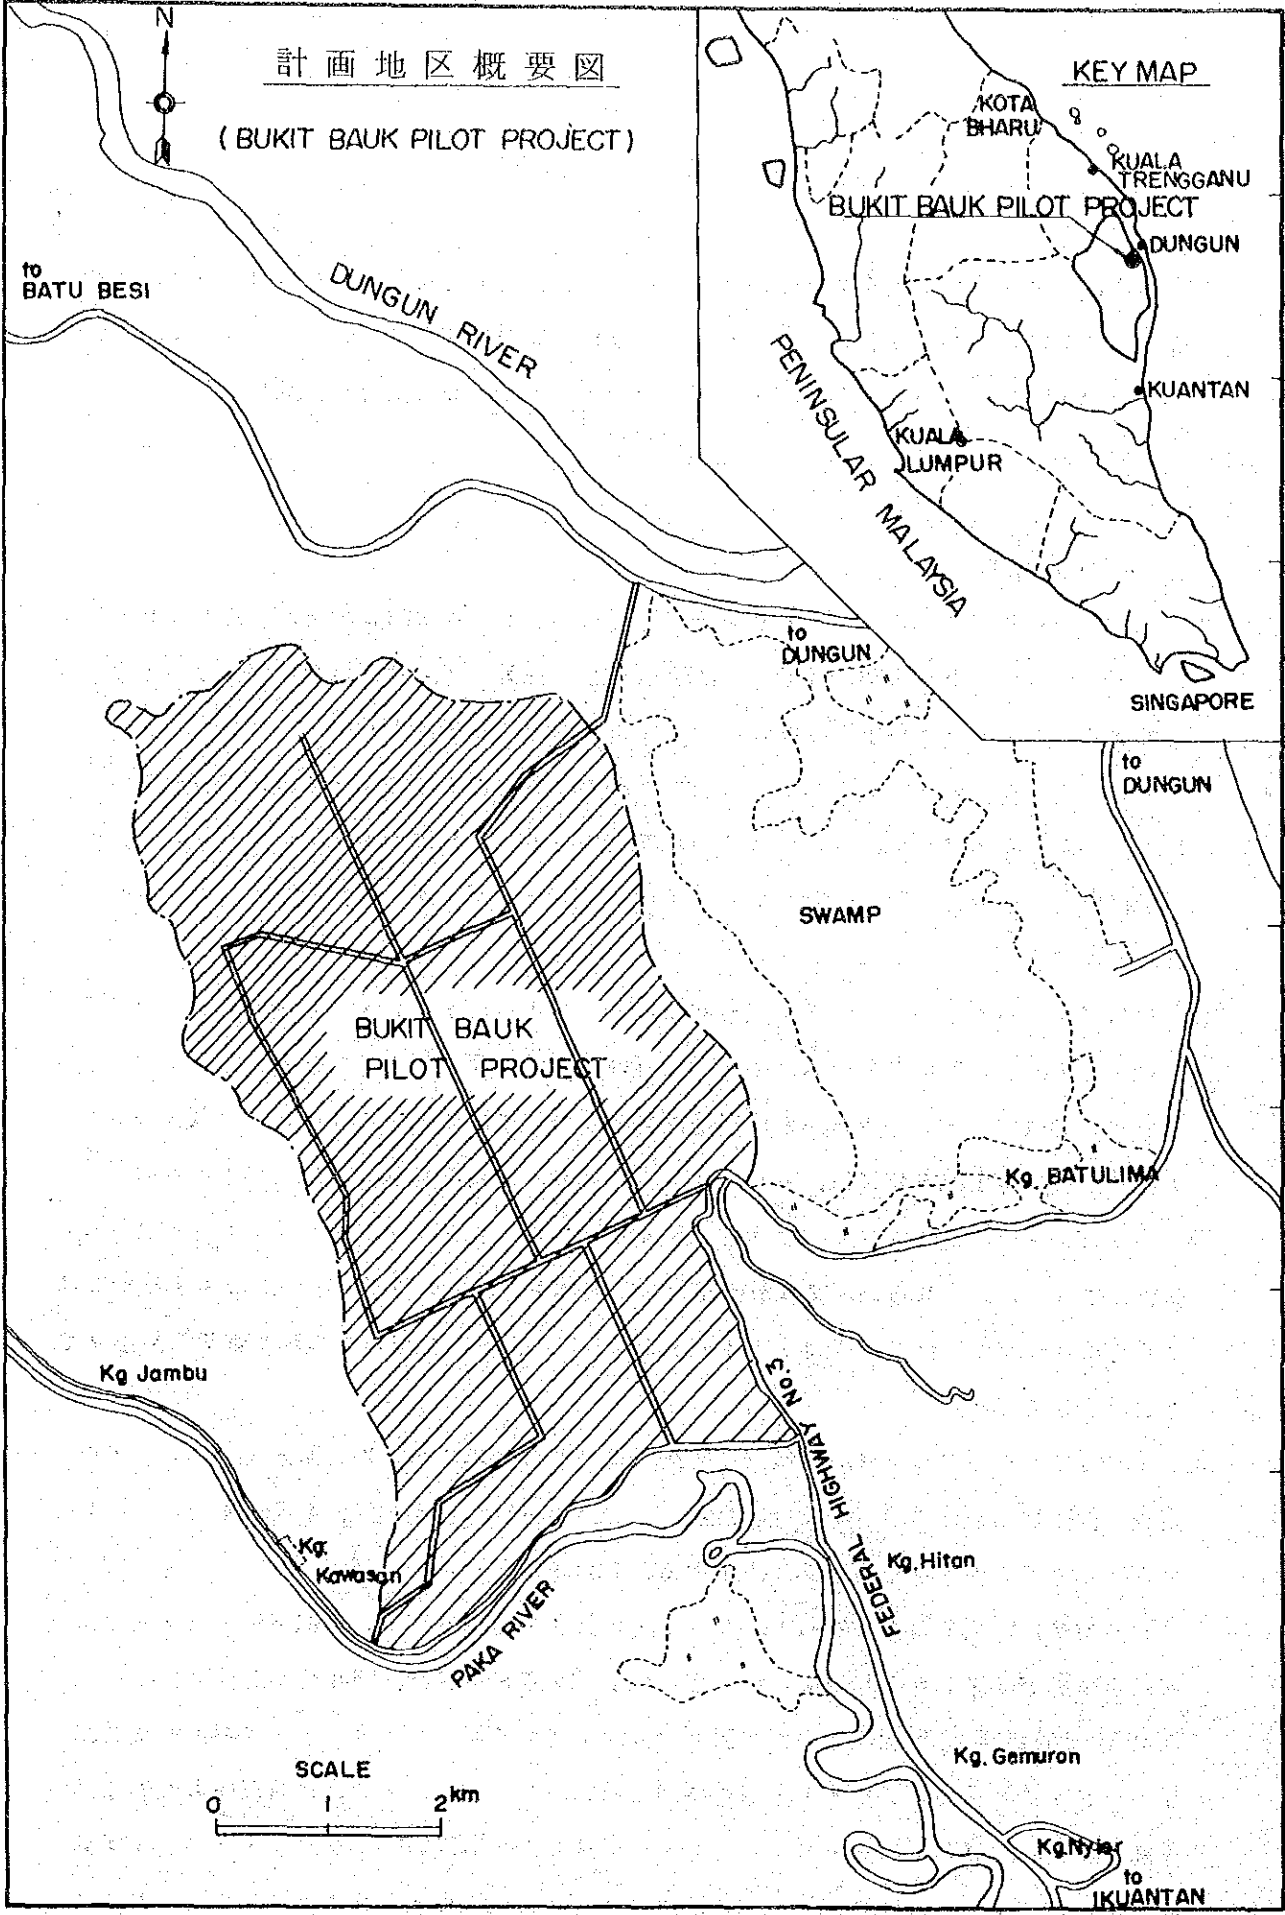 N
計画地区概要図
(BUKIT BAUK PILOT PROJECT)
KEY MAP
KOTA
BHARU
KUALA
TRENGGANU
BUKIT BAUK PILOT PROJECT
DUNGUN
KUANTAN
KUALA
LUMPUR
PENINSULAR MALAYSIA
SINGAPORE
to
BATU BESI
DUNGUN RIVER
to
DUNGUN
to
DUNGUN
SWAMP
BUKIT BAUK
PILOT PROJECT
Kg. BATULIMA
Kg Jambu
FEDERAL HIGHWAY No.3
Kg.
Kawasan
Kg. Hitan
PAKA RIVER
SCALE
0 1 2 km
Kg. Gemuron
Kg. Nyior
to
KUANTAN